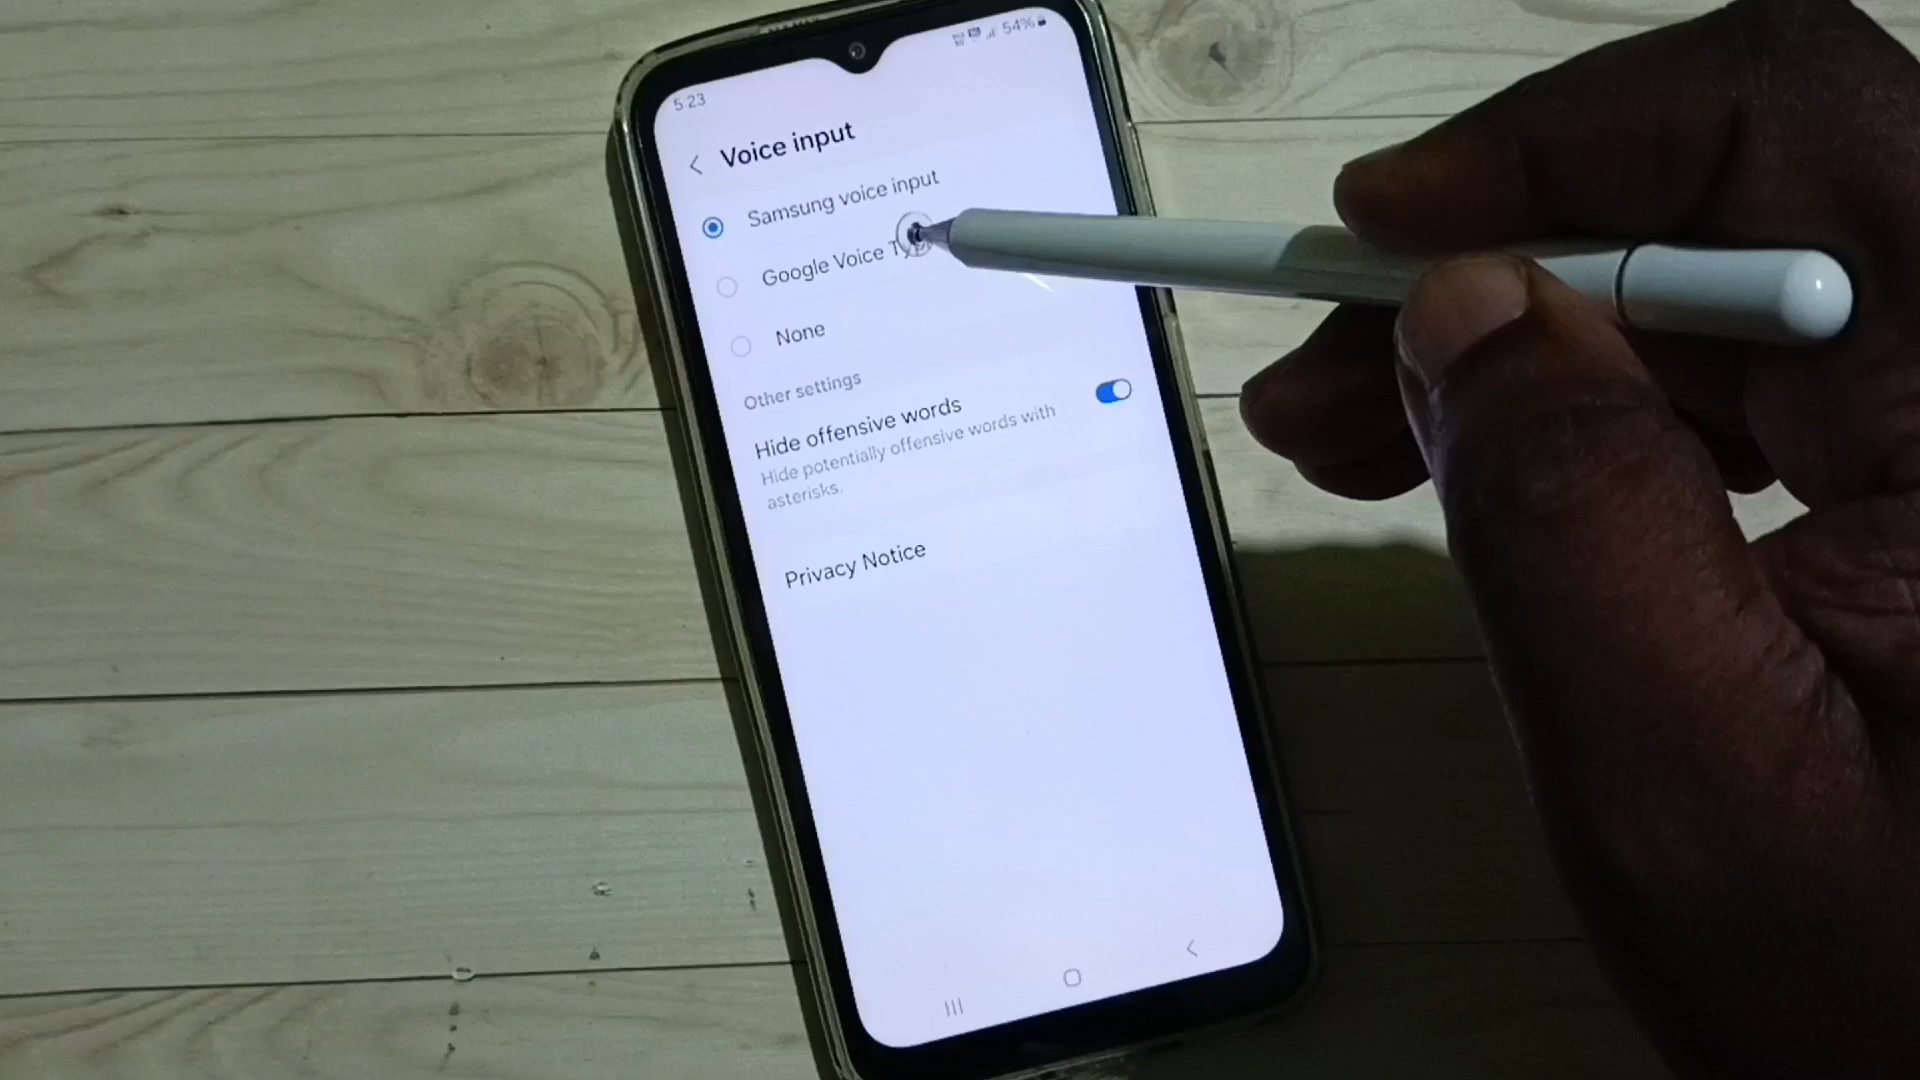 5:23
54%
Voice input
Samsung voice input
Google Voice Typ
None
Other settings
Hide offensive words
Hide potentially offensive words with
asterisks.
Privacy Notice